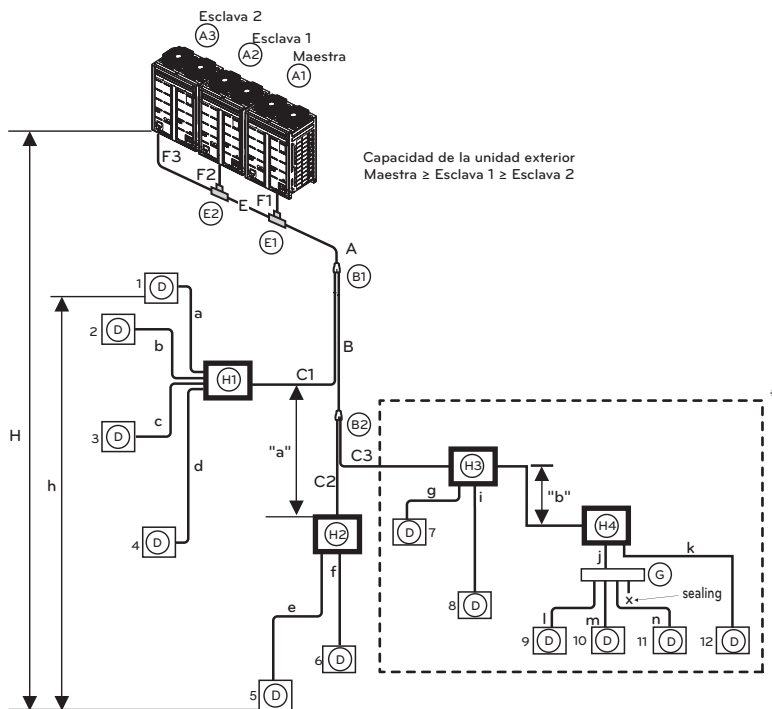 Esclava 2
A3
Esclava 1
A2
Maestra
A1
F3
F2
E
F1
E2
E1
Capacidad de la unidad exterior
Maestra ≥ Esclava 1 ≥ Esclava 2
A
B1
1 D
a
2 D
b
B
H1
C1
*
H
h
3 D
c
d
"a"
B2
C3
H3
C2
g
i
"b"
4 D
H2
7 D
H4
j
k
G
e
f
8 D
x
sealing
l
m
n
9 D
10 D
11 D
12 D
6 D
5 D